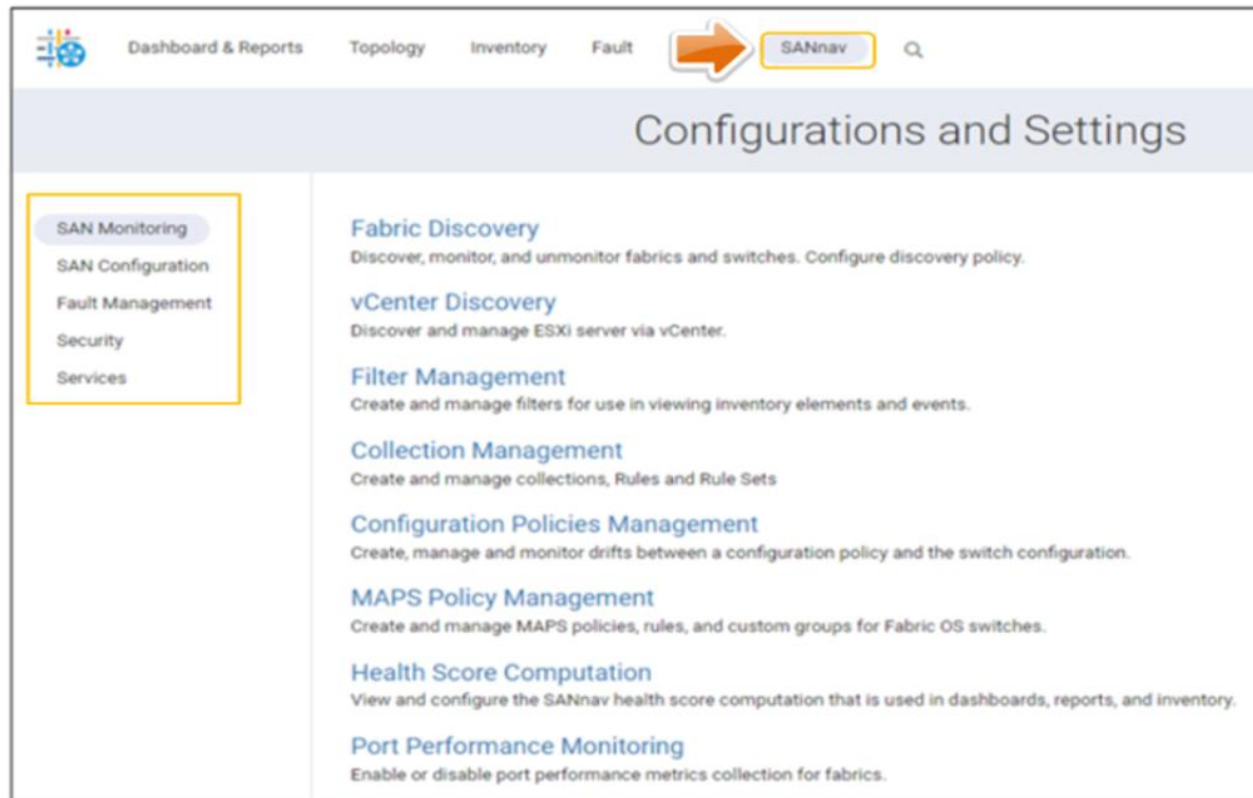 Dashboard & Reports Topology Inventory Fault SANnav
Configurations and Settings
SAN Monitoring
SAN Configuration
Fault Management
Security
Services
Fabric Discovery
Discover, monitor, and unmonitor fabrics and switches. Configure discovery policy.
vCenter Discovery
Discover and manage ESXi server via vCenter.
Filter Management
Create and manage filters for use in viewing inventory elements and events.
Collection Management
Create and manage collections, Rules and Rule Sets
Configuration Policies Management
Create, manage and monitor drifts between a configuration policy and the switch configuration.
MAPS Policy Management
Create and manage MAPS policies, rules, and custom groups for Fabric OS switches.
Health Score Computation
View and configure the SANnav health score computation that is used in dashboards, reports, and inventory.
Port Performance Monitoring
Enable or disable port performance metrics collection for fabrics.